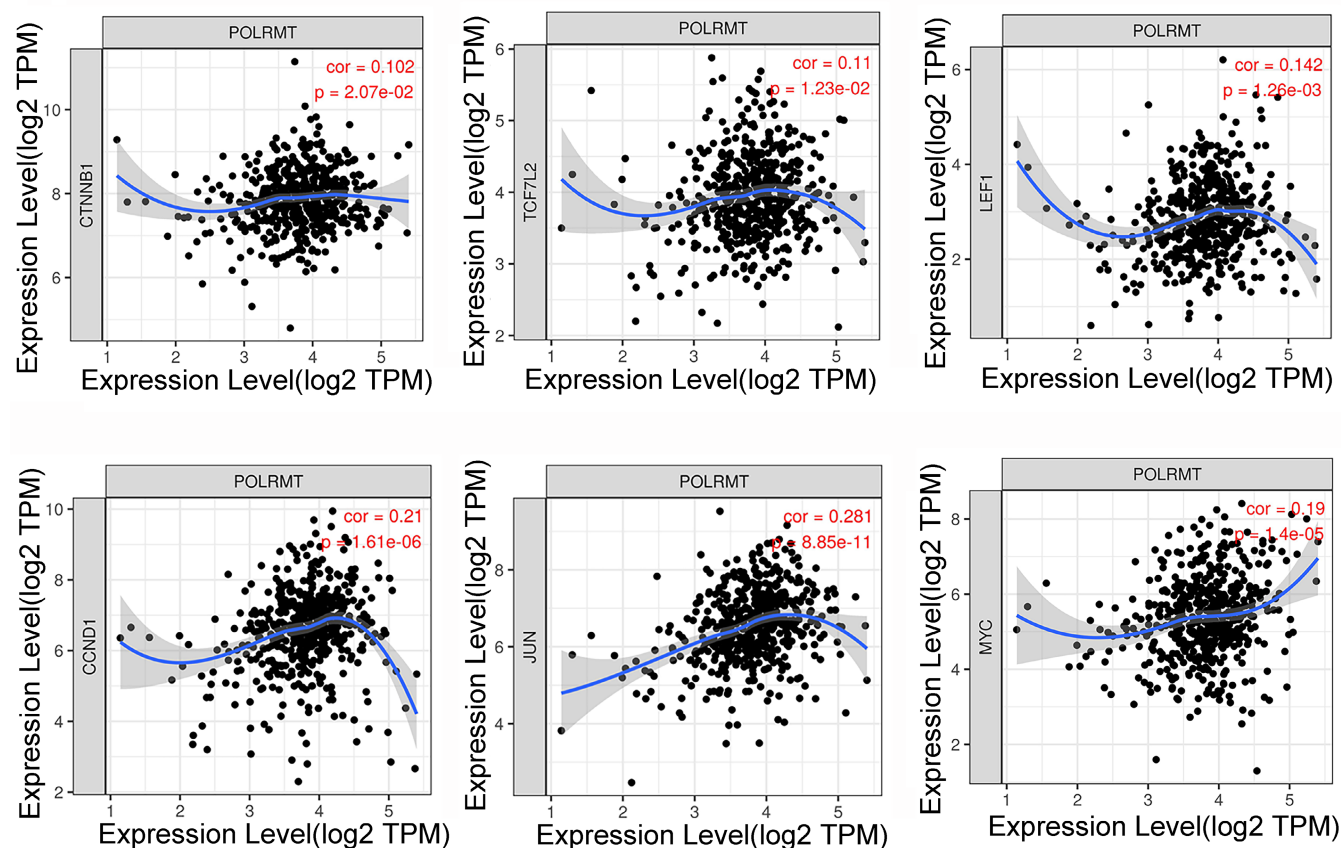 POLRMT
cor = 0.102
p = 2.07e-02
10
8
6
CTNNB1
Expression Level(log2 TPM)
1 2 3 4 5
Expression Level(log2 TPM)
POLRMT
cor = 0.11
p = 1.23e-02
6
5
4
3
2
TCF7L2
Expression Level(log2 TPM)
1 2 3 4 5
Expression Level(log2 TPM)
POLRMT
cor = 0.142
p = 1.26e-03
6
4
2
LEF1
Expression Level(log2 TPM)
1 2 3 4 5
Expression Level(log2 TPM)
POLRMT
cor = 0.21
p = 1.61e-06
10
8
6
4
2
CCND1
Expression Level(log2 TPM)
1 2 3 4 5
Expression Level(log2 TPM)
POLRMT
cor = 0.281
p = 8.85e-11
8
6
4
JUN
Expression Level(log2 TPM)
1 2 3 4 5
Expression Level(log2 TPM)
POLRMT
cor = 0.19
p = 1.4e-05
8
6
4
2
MYC
Expression Level(log2 TPM)
1 2 3 4 5
Expression Level(log2 TPM)